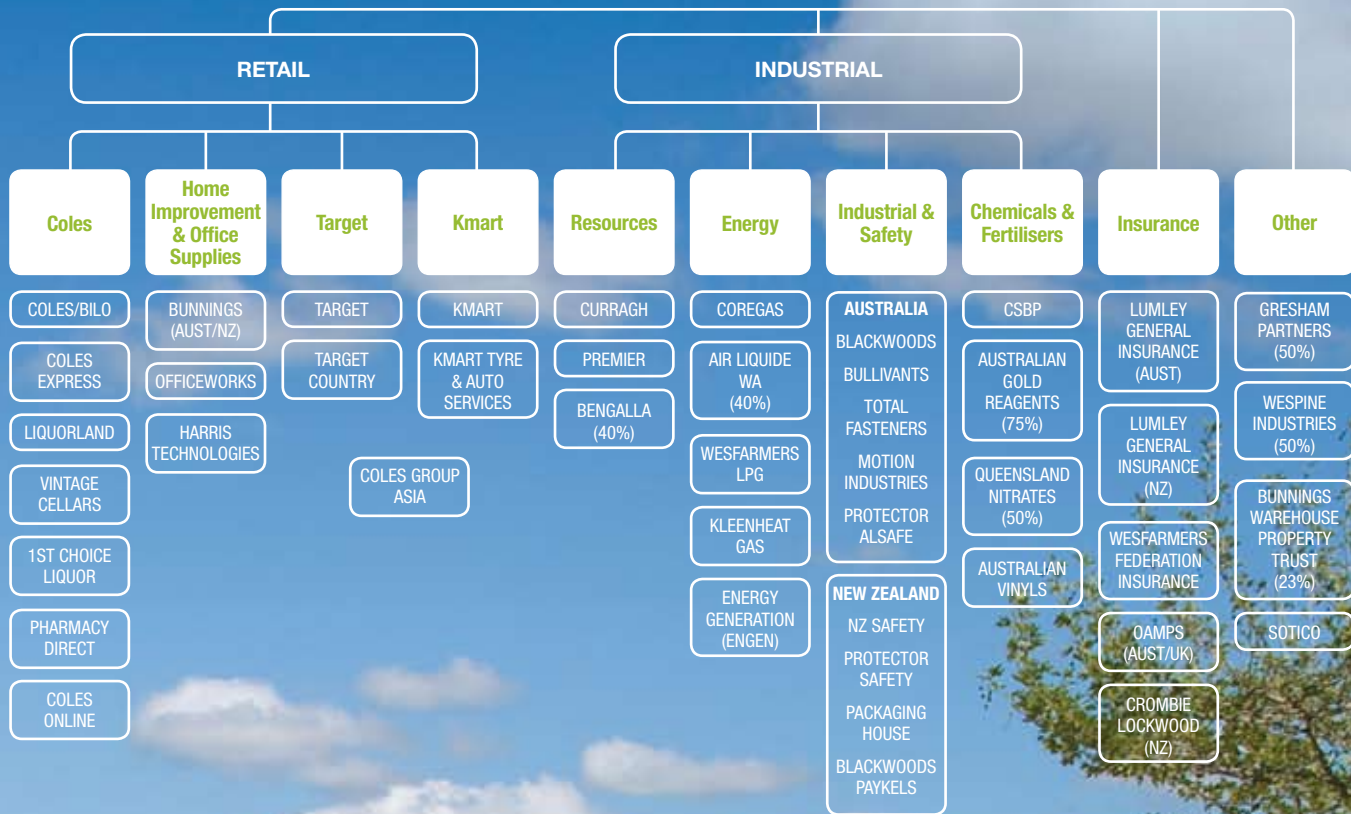 RETAIL
INDUSTRIAL
Coles
Home
Improvement
& Office
Supplies
Target
Kmart
Resources
Energy
Industrial &
Safety
Chemicals &
Fertilisers
Insurance
Other
COLES/BILO
COLES
EXPRESS
LIQUORLAND
VINTAGE
CELLARS
1ST CHOICE
LIQUOR
PHARMACY
DIRECT
COLES
ONLINE
BUNNINGS
(AUST/NZ)
OFFICEWORKS
HARRIS
TECHNOLOGIES
TARGET
TARGET
COUNTRY
KMART
KMART TYRE
& AUTO
SERVICES
COLES GROUP
ASIA
CURRAGH
PREMIER
BENGALLA
(40%)
COREGAS
AIR LIQUIDE
WA
(40%)
WESFARMERS
LPG
KLEENHEAT
GAS
ENERGY
GENERATION
(ENGEN)
AUSTRALIA
BLACKWOODS
BULLIVANTS
TOTAL
FASTENERS
MOTION
INDUSTRIES
PROTECTOR
ALSAFE
NEW ZEALAND
NZ SAFETY
PROTECTOR
SAFETY
PACKAGING
HOUSE
BLACKWOODS
PAYKELS
CSBP
AUSTRALIAN
GOLD
REAGENTS
(75%)
QUEENSLAND
NITRATES
(50%)
AUSTRALIAN
VINYLS
LUMLEY
GENERAL
INSURANCE
(AUST)
LUMLEY
GENERAL
INSURANCE
(NZ)
WESFARMERS
FEDERATION
INSURANCE
OAMPS
(AUST/UK)
CROMBIE
LOCKWOOD
(NZ)
GRESHAM
PARTNERS
(50%)
WESPINE
INDUSTRIES
(50%)
BUNNINGS
WAREHOUSE
PROPERTY
TRUST
(23%)
SOTICO